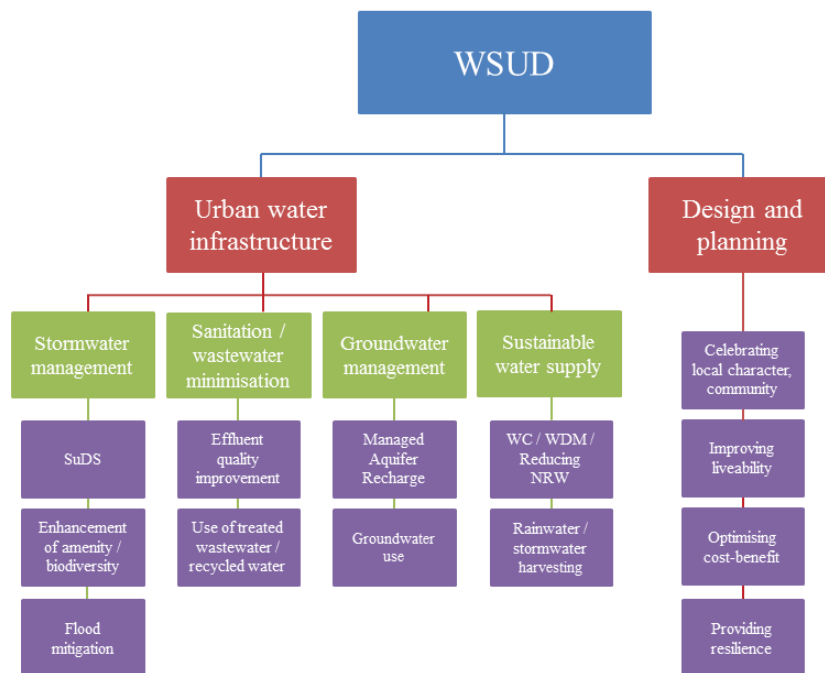 WSUD
Urban water
infrastructure
Design and
planning
Stormwater
management
Sanitation /
wastewater
minimisation
Groundwater
management
Sustainable
water supply
SuDS
Enhancement
of amenity /
biodiversity
Flood
mitigation
Effluent
quality
improvement
Use of treated
wastewater /
recycled water
Managed
Aquifer
Recharge
Groundwater
use
WC / WDM /
Reducing
NRW
Rainwater /
stormwater
harvesting
Celebrating
local character,
community
Improving
liveability
Optimising
cost-benefit
Providing
resilience